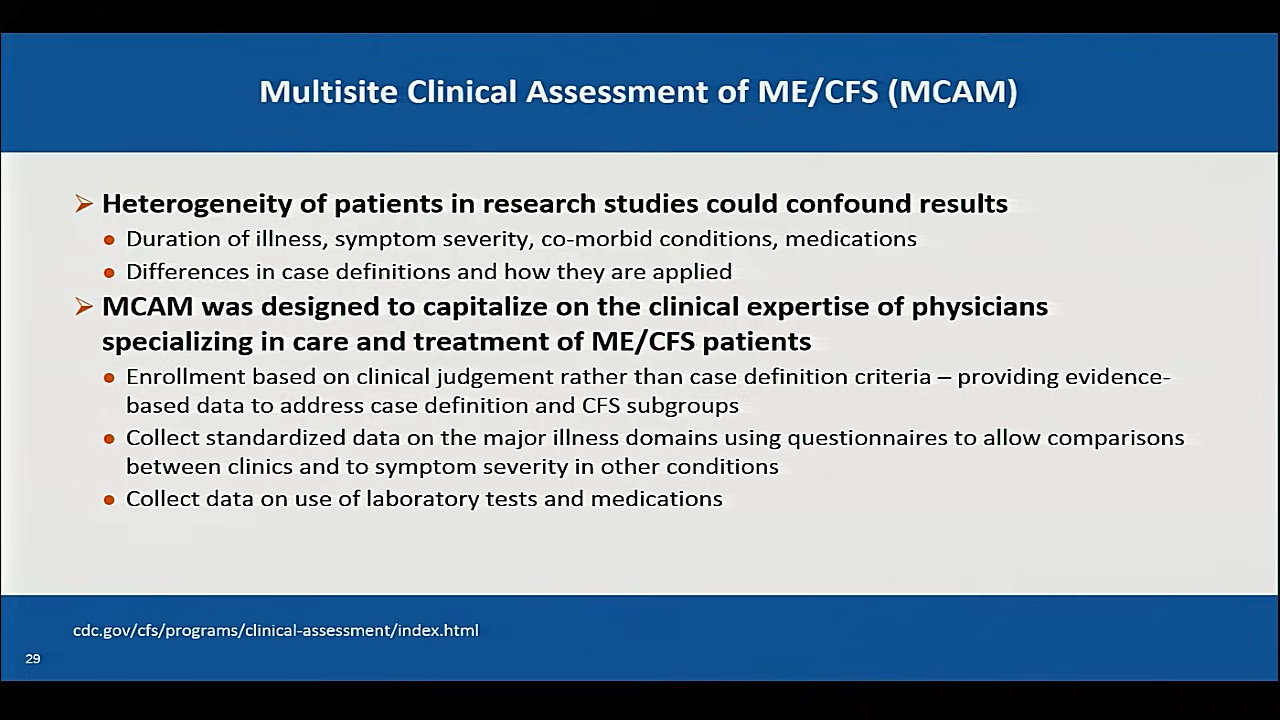 Multisite Clinical Assessment of ME/CFS (MCAM)
Heterogeneity of patients in research studies could confound results
Duration of illness, symptom severity, co-morbid conditions, medications
Differences in case definitions and how they are applied
MCAM was designed to capitalize on the clinical expertise of physicians
specializing in care and treatment of ME/CFS patients
Enrollment based on clinical judgement rather than case definition criteria – providing evidence-
based data to address case definition and CFS subgroups
Collect standardized data on the major illness domains using questionnaires to allow comparisons
between clinics and to symptom severity in other conditions
Collect data on use of laboratory tests and medications
cdc.gov/cfs/programs/clinical-assessment/index.html
29